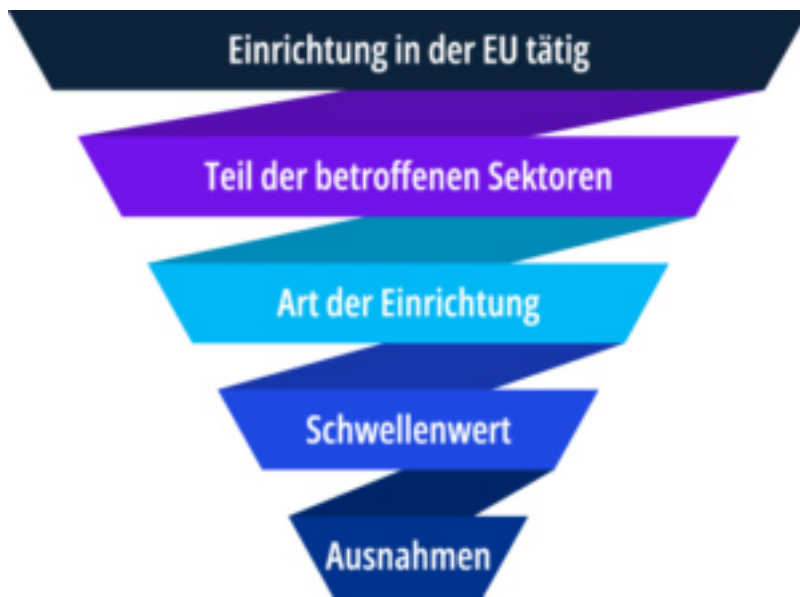 Einrichtung in der EU tätig
Teil der betroffenen Sektoren
Art der Einrichtung
Schwellenwert
Ausnahmen